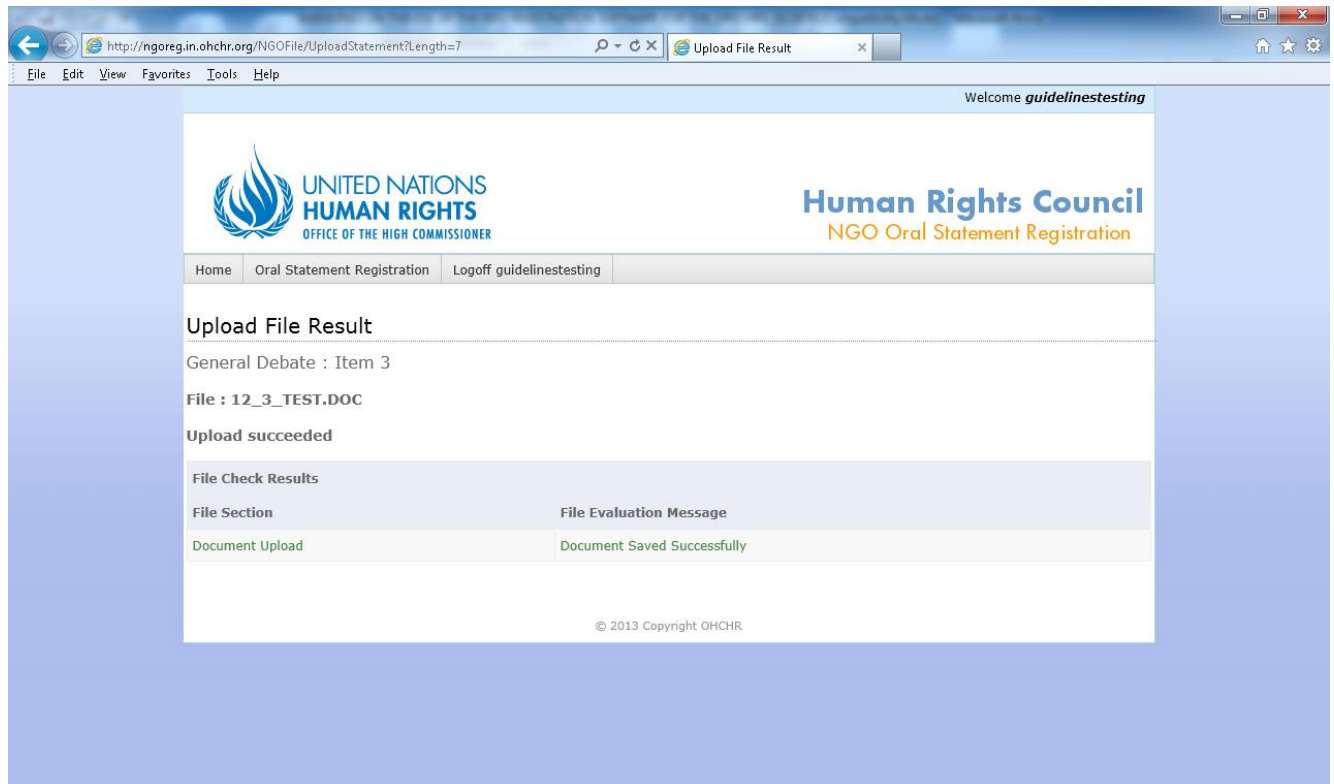 http://ngoreg.in.ohchr.org/NGOFile/UploadStatement?Length=7
Upload File Result
File Edit View Favorites Tools Help
Welcome guidelinestesting
UNITED NATIONS
HUMAN RIGHTS
OFFICE OF THE HIGH COMMISSIONER
Human Rights Council
NGO Oral Statement Registration
Home Oral Statement Registration Logoff guidelinestesting
Upload File Result
General Debate : Item 3
File : 12_3_TEST.DOC
Upload succeeded
File Check Results
File Section File Evaluation Message
Document Upload Document Saved Successfully
© 2013 Copyright OHCHR